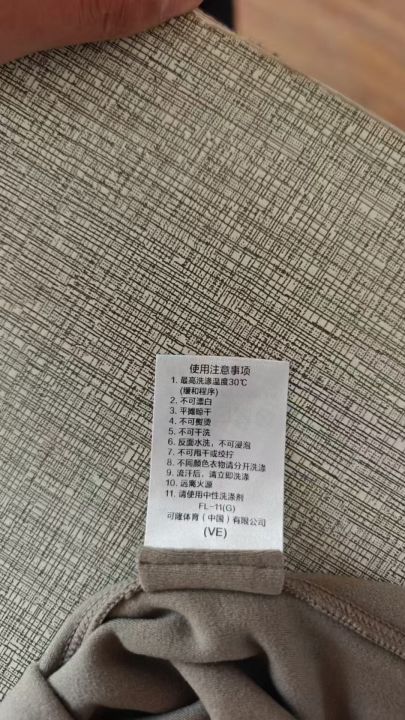 使用注意事项
1. 最高洗涤温度30℃
(缓和程序)
2. 不可漂白
3. 平摊晾干
4. 不可熨烫
5. 不可干洗
6. 反面水洗，不可浸泡
7. 不可甩干或绞拧
8. 不同颜色衣物请分开洗涤
9. 流汗后，请立即洗涤
10. 远离火源
11. 请使用中性洗涤剂
FL-11(G)
可隆体育（中国）有限公司
(VE)